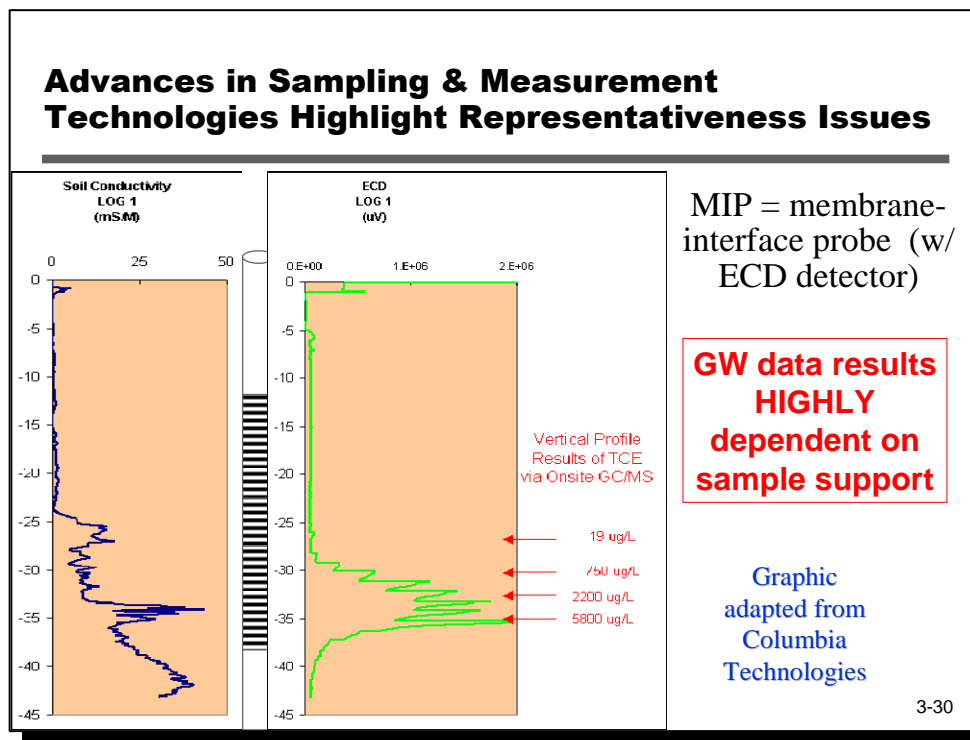 Advances in Sampling & Measurement
Technologies Highlight Representativeness Issues
Soil Conductivity
LOG 1
(mS/M)
0 25 50
0
-5
-10
-15
-20
-25
-30
-35
-40
-45
ECD
LOG 1
(uV)
0.E+00 1.E+06 2.E+06
0
-5
-10
-15
-20
-25
-30
-35
-40
-45
Vertical Profile
Results of TCE
via Onsite GC/MS
19 ug/L
750 ug/L
2200 ug/L
5800 ug/L
MIP = membrane-
interface probe (w/
ECD detector)
GW data results
HIGHLY
dependent on
sample support
Graphic
adapted from
Columbia
Technologies
3-30